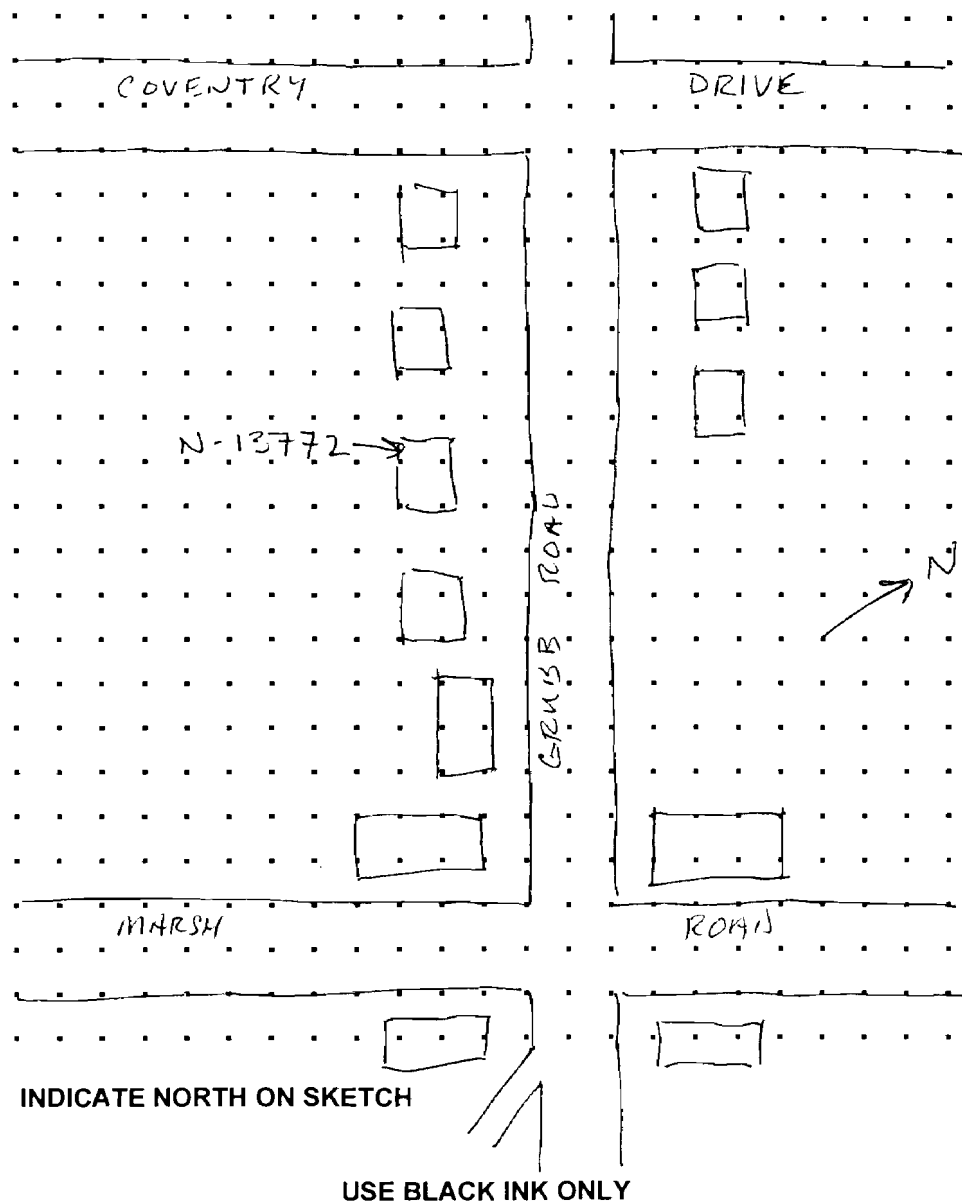 COVENTRY DRIVE
N-13772
GRUBB ROAD
N
MARSH ROAD
INDICATE NORTH ON SKETCH
USE BLACK INK ONLY